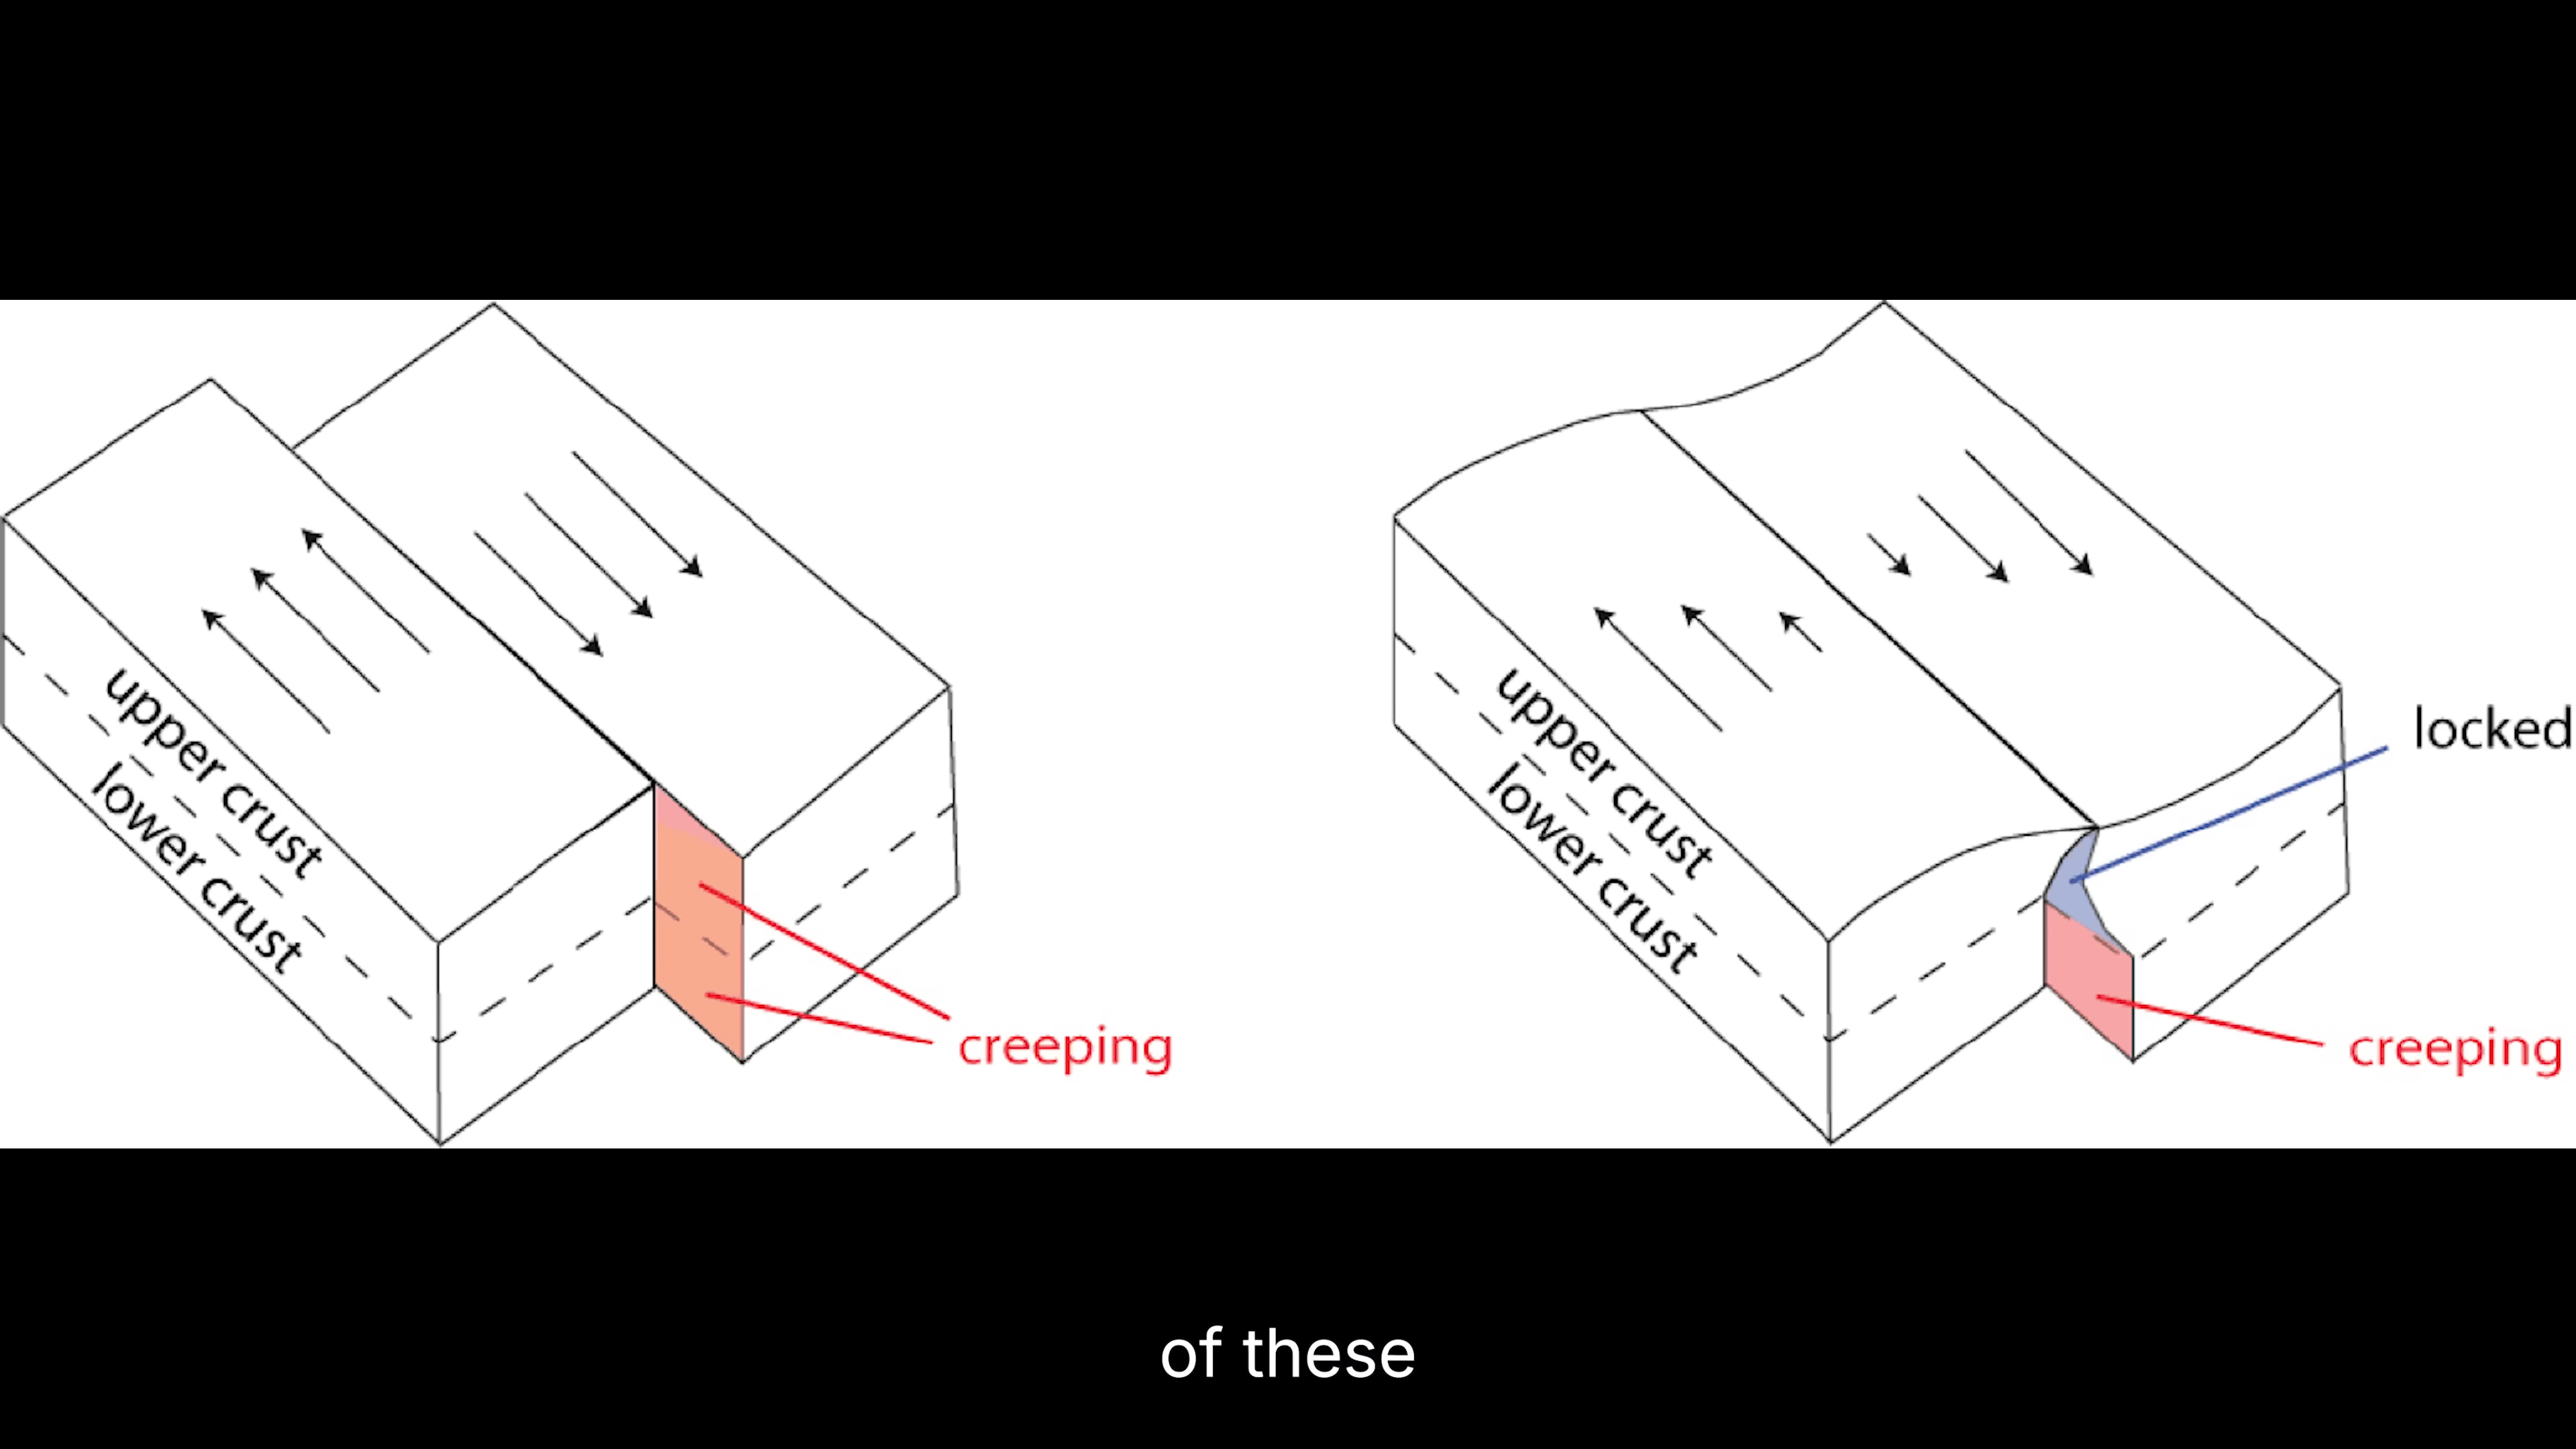 upper crust
lower crust
creeping
upper crust
lower crust
locked
creeping
of these